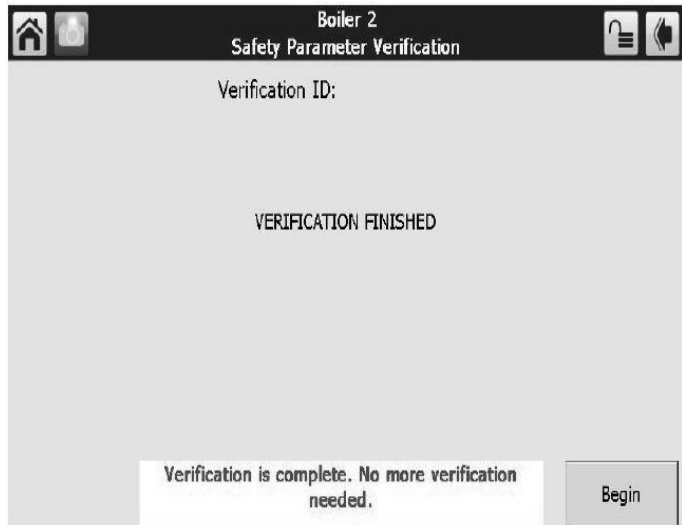 Boiler 2
Safety Parameter Verification
Verification ID:
VERIFICATION FINISHED
Verification is complete. No more verification
needed.
Begin